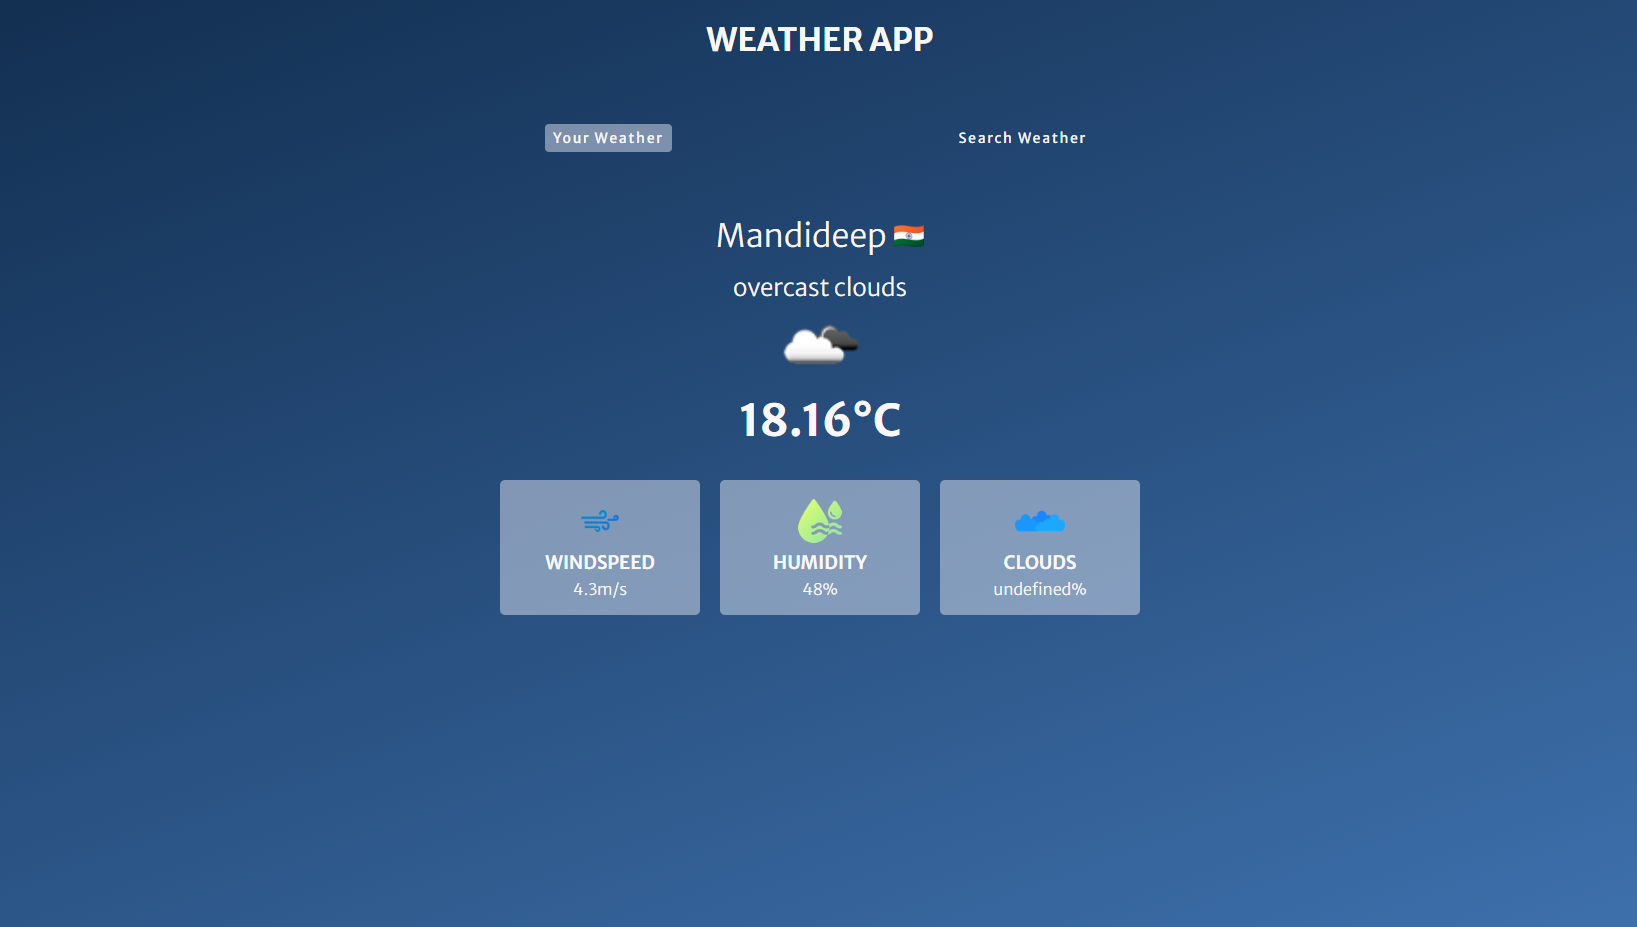 WEATHER APP
Your Weather
Search Weather
Mandideep
overcast clouds
18.16°C
WINDSPEED
4.3m/s
HUMIDITY
48%
CLOUDS
undefined%